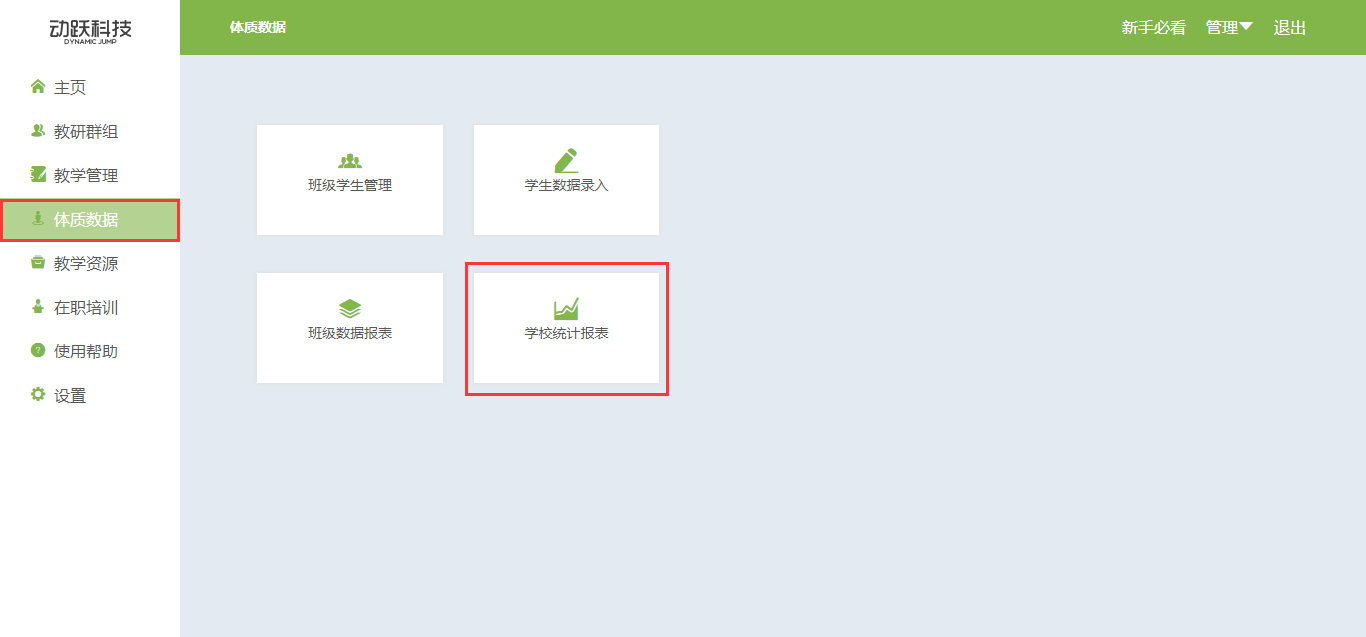 动跃科技
DYNAMIC JUMP
体质数据
新手必看 管理 退出
主页
教研群组
教学管理
体质数据
教学资源
在职培训
使用帮助
设置
班级学生管理
学生数据录入
班级数据报表
学校统计报表